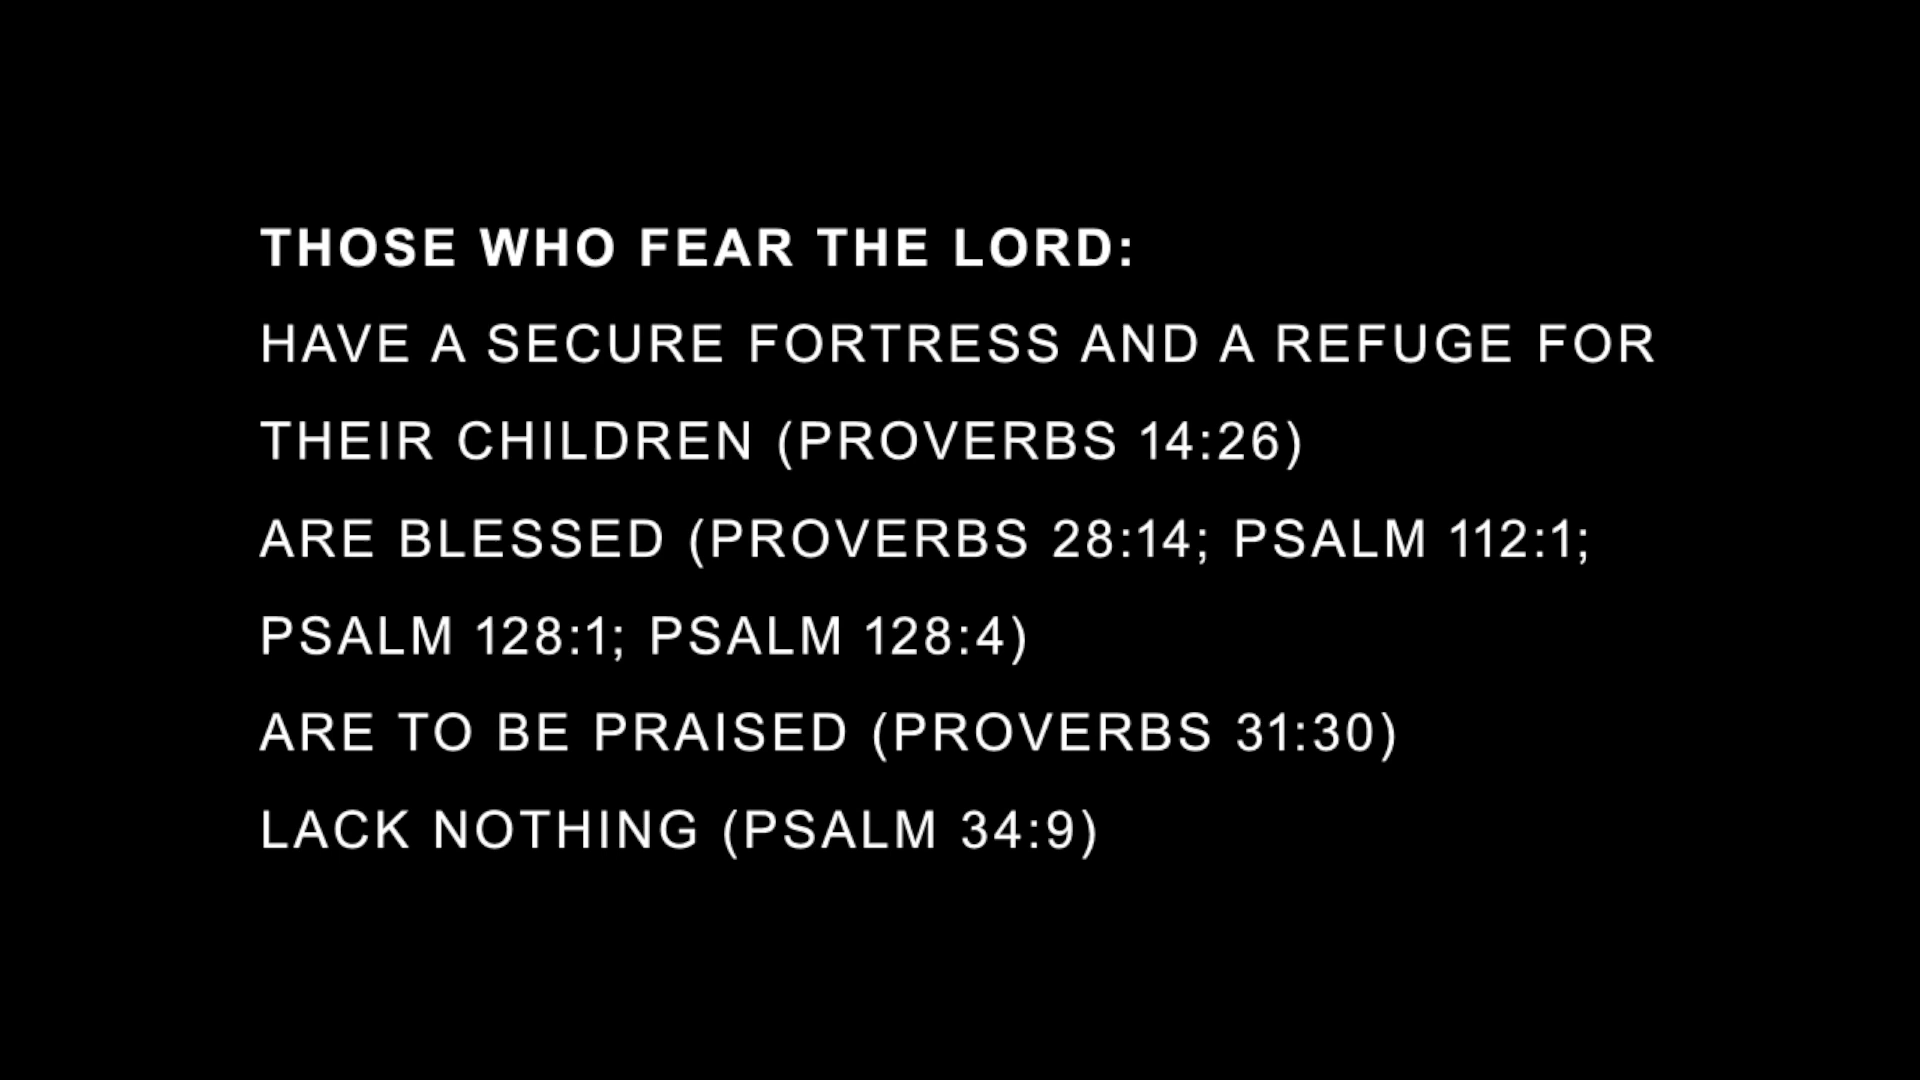 THOSE WHO FEAR THE LORD:
HAVE A SECURE FORTRESS AND A REFUGE FOR
THEIR CHILDREN (PROVERBS 14:26)
ARE BLESSED (PROVERBS 28:14; PSALM 112:1;
PSALM 128:1; PSALM 128:4)
ARE TO BE PRAISED (PROVERBS 31:30)
LACK NOTHING (PSALM 34:9)